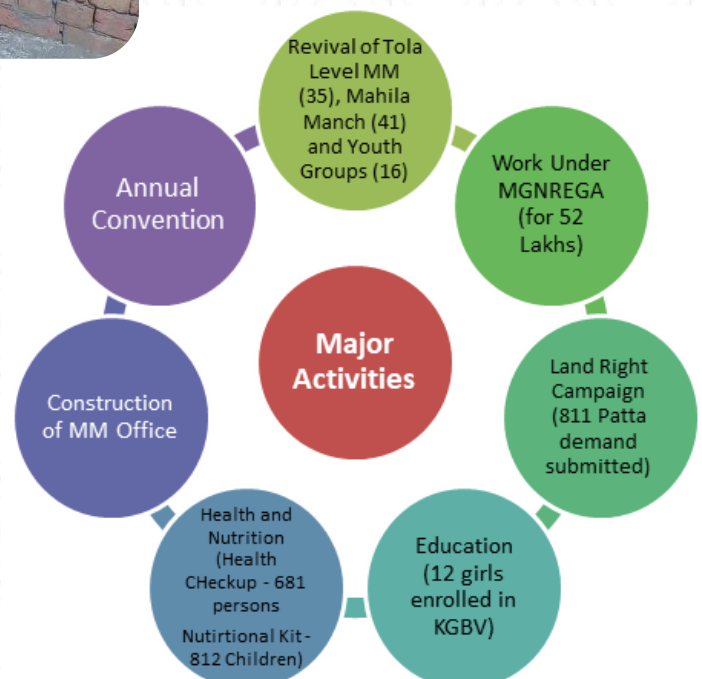 Revival of Tola
Level MM
(35), Mahila
Manch (41)
and Youth
Groups (16)
Work Under
MGNREGA
(for 52
Lakhs)
Land Right
Campaign
(811 Patta
demand
submitted)
Education
(12 girls
enrolled in
KGBV)
Health and
Nutrition
(Health
CHeckup - 681
persons
Nutirtional Kit -
812 Children)
Construction
of MM Office
Annual
Convention
Major
Activities